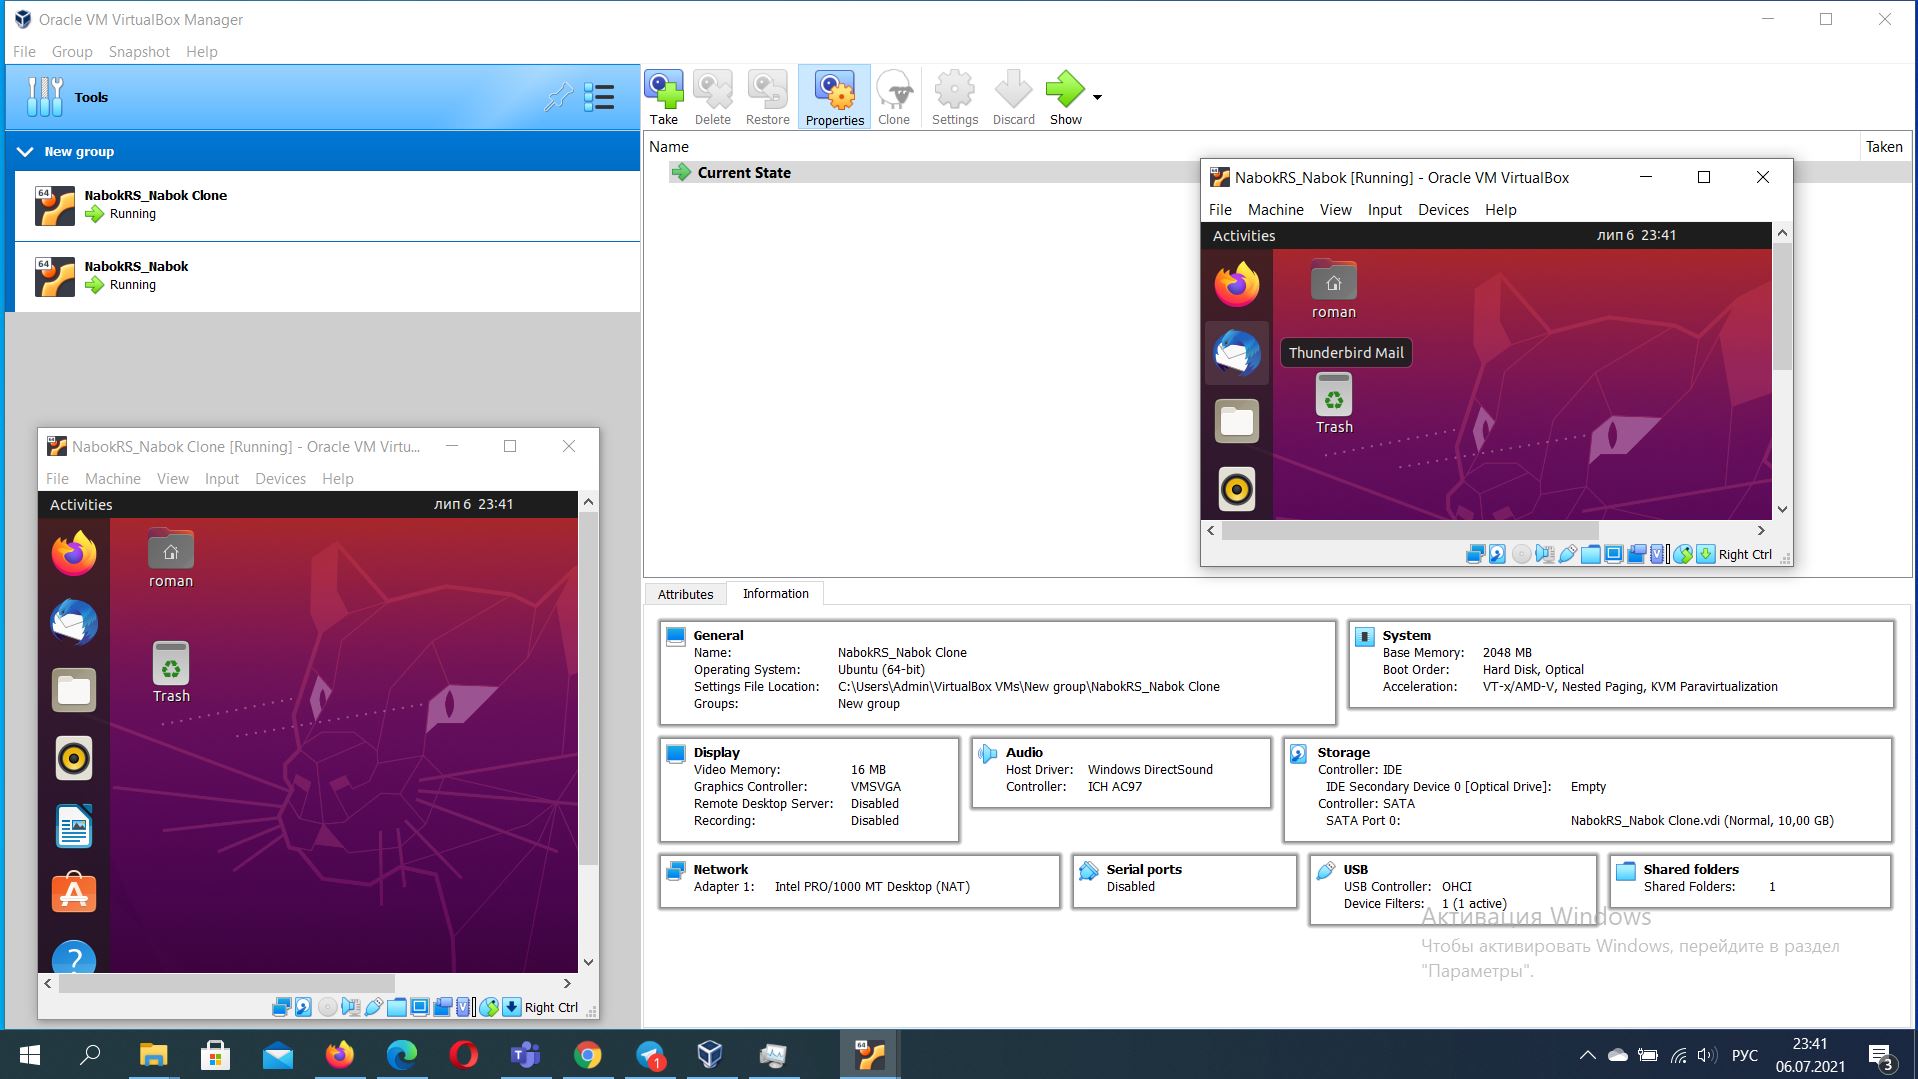 Oracle VM VirtualBox Manager
File Group Snapshot Help
Tools
New group
64
NabokRS_Nabok Clone
Running
64
NabokRS_Nabok
Running
Take Delete Restore Properties Clone Settings Discard Show
Name Taken
Current State
NabokRS_Nabok [Running] - Oracle VM VirtualBox
File Machine View Input Devices Help
Activities лип 6 23:41
roman
Thunderbird Mail
Trash
Right Ctrl
NabokRS_Nabok Clone [Running] - Oracle VM Virtu...
File Machine View Input Devices Help
Activities лип 6 23:41
roman
Trash
Right Ctrl
Attributes Information
General
Name: NabokRS_Nabok Clone
Operating System: Ubuntu (64-bit)
Settings File Location: C:\Users\Admin\VirtualBox VMs\New group\NabokRS_Nabok Clone
Groups: New group
System
Base Memory: 2048 MB
Boot Order: Hard Disk, Optical
Acceleration: VT-x/AMD-V, Nested Paging, KVM Paravirtualization
Display
Video Memory: 16 MB
Graphics Controller: VMSVGA
Remote Desktop Server: Disabled
Recording: Disabled
Audio
Host Driver: Windows DirectSound
Controller: ICH AC97
Storage
Controller: IDE
IDE Secondary Device 0 [Optical Drive]: Empty
Controller: SATA
SATA Port 0: NabokRS_Nabok Clone.vdi (Normal, 10,00 GB)
Network
Adapter 1: Intel PRO/1000 MT Desktop (NAT)
Serial ports
Disabled
USB
USB Controller: OHCI
Device Filters: 1 (1 active)
Shared folders
Shared Folders: 1
Активация Windows
Чтобы активировать Windows, перейдите в раздел
"Параметры".
1
64
РУС
23:41
06.07.2021
3